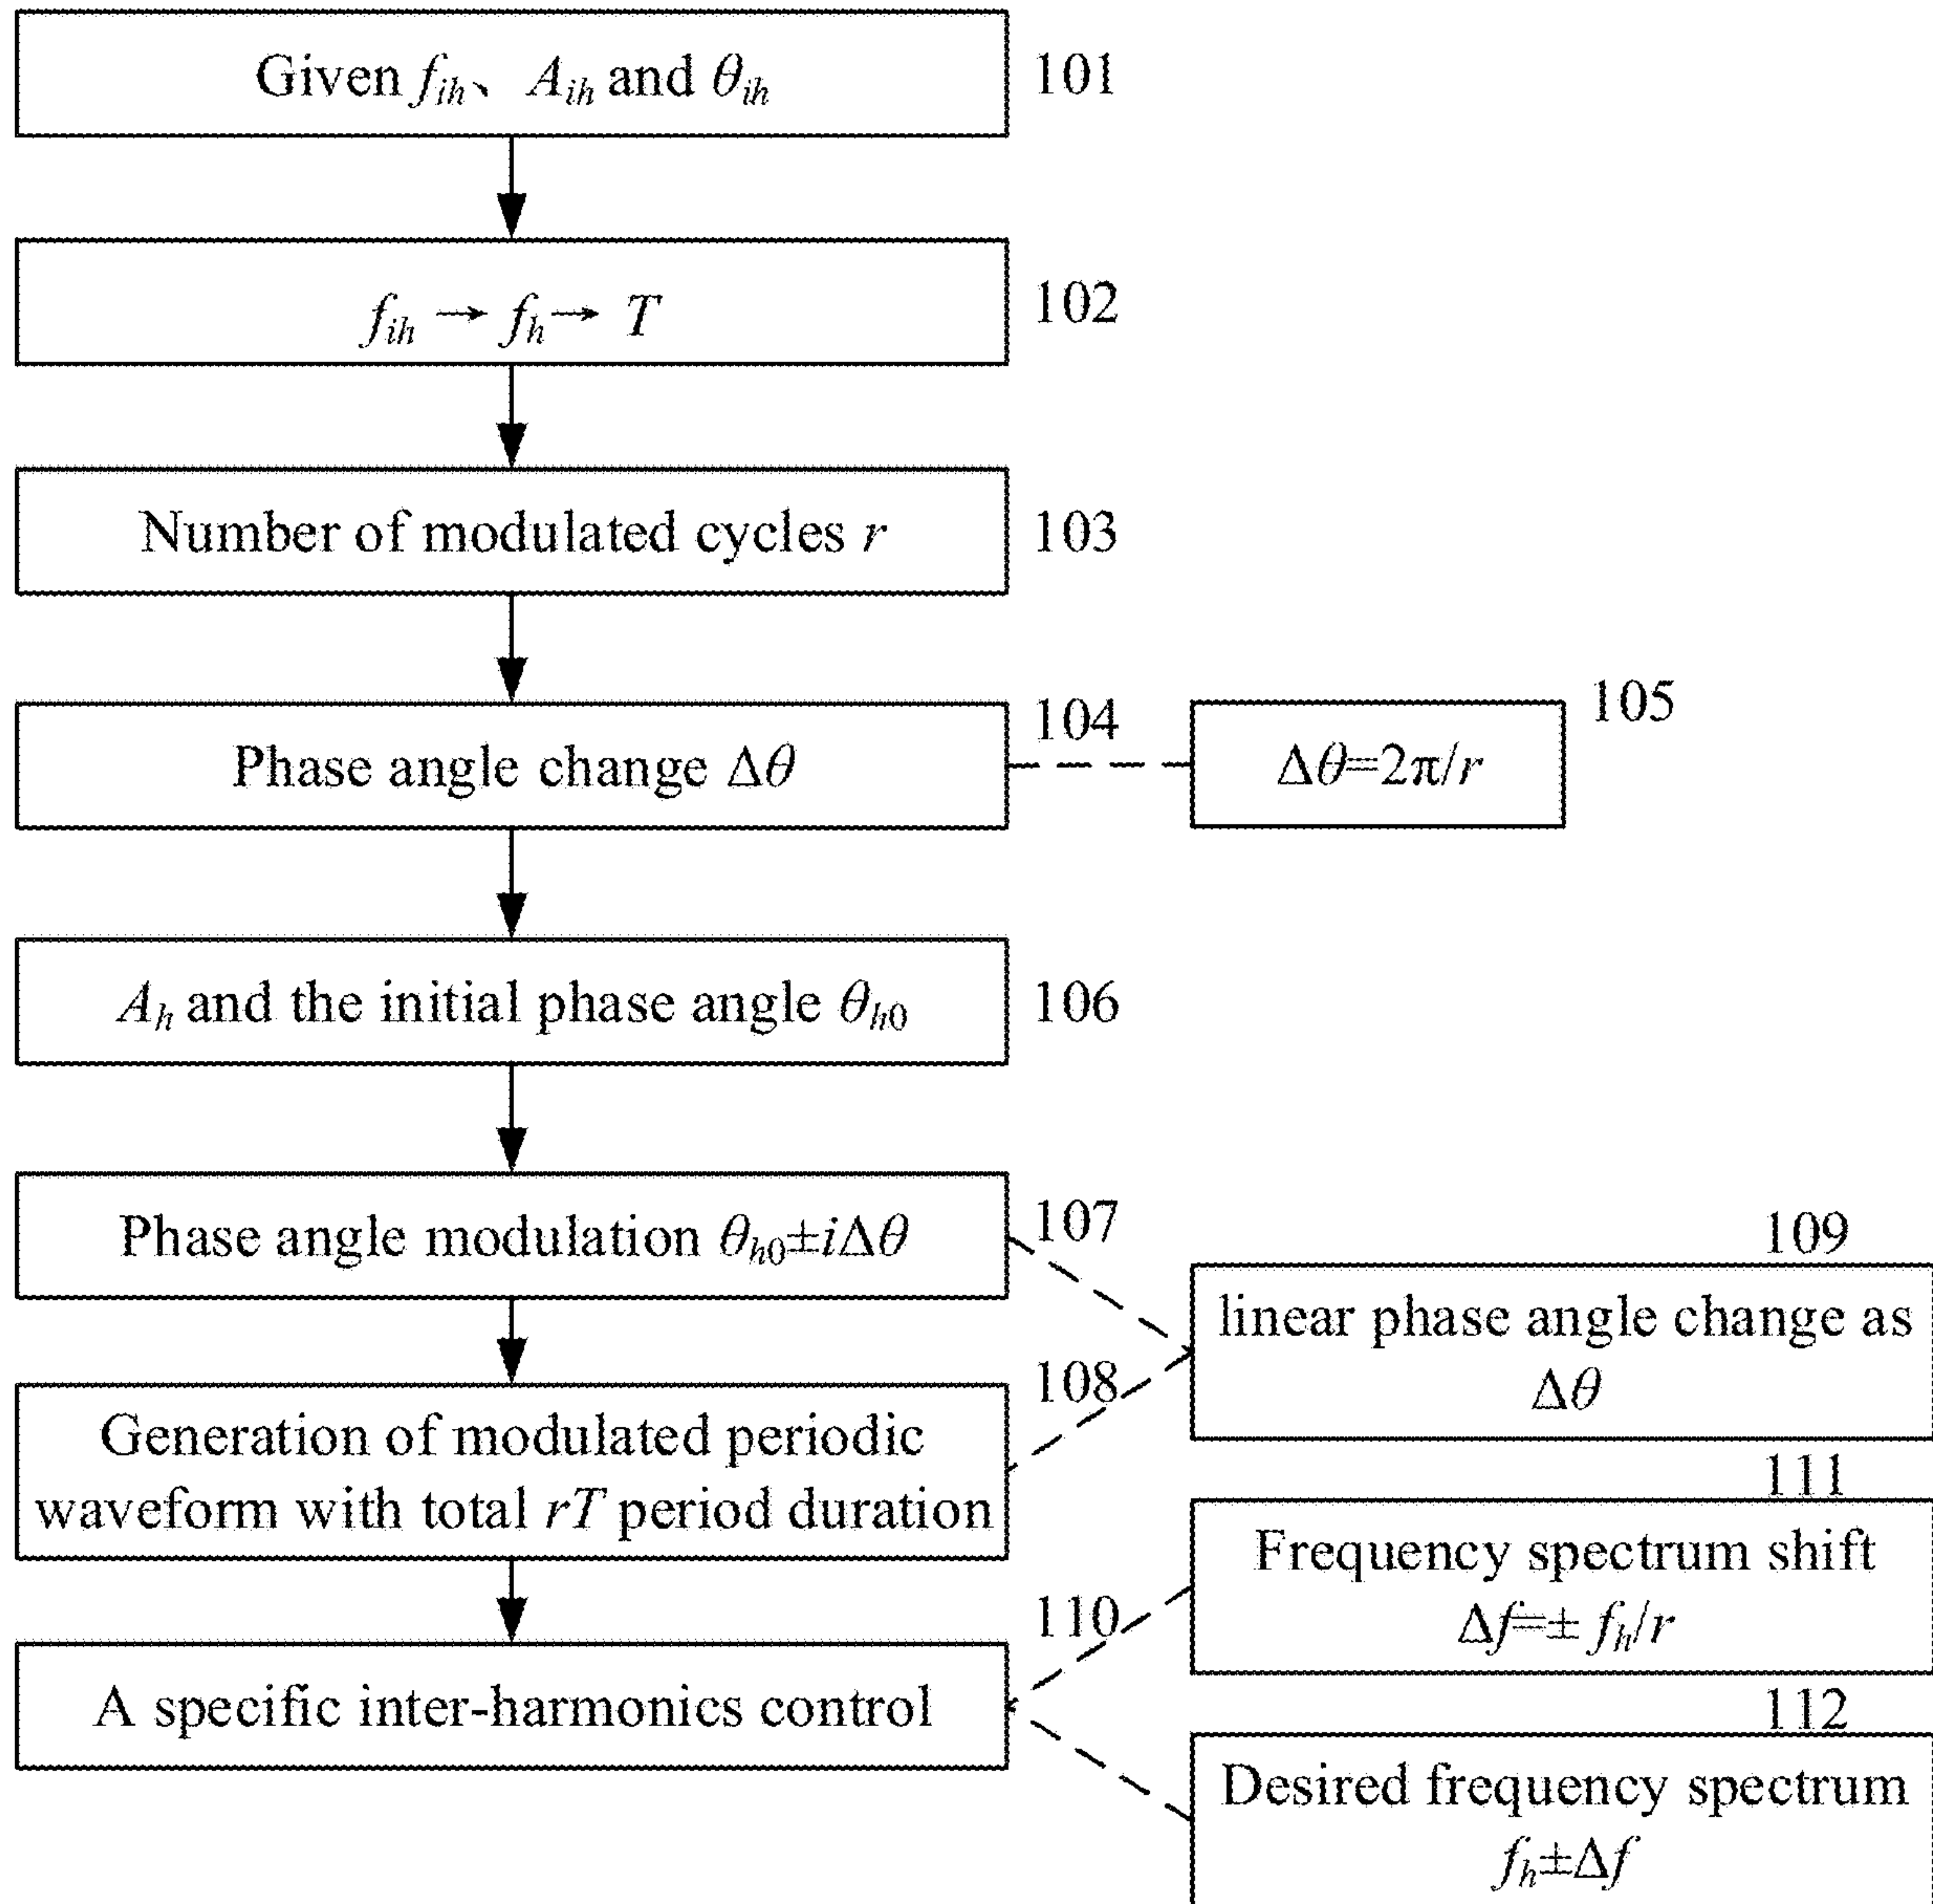 Given fih、 Aih and θih
101
fih → fh → T
102
Number of modulated cycles r
103
Phase angle change Δθ
104
105
Δθ=2π/r
Ah and the initial phase angle θh0
106
Phase angle modulation θh0±iΔθ
107
109
linear phase angle change as
Δθ
108
Generation of modulated periodic
waveform with total rT period duration
111
Frequency spectrum shift
Δf=± fh/r
110
A specific inter-harmonics control
112
Desired frequency spectrum
fh±Δf